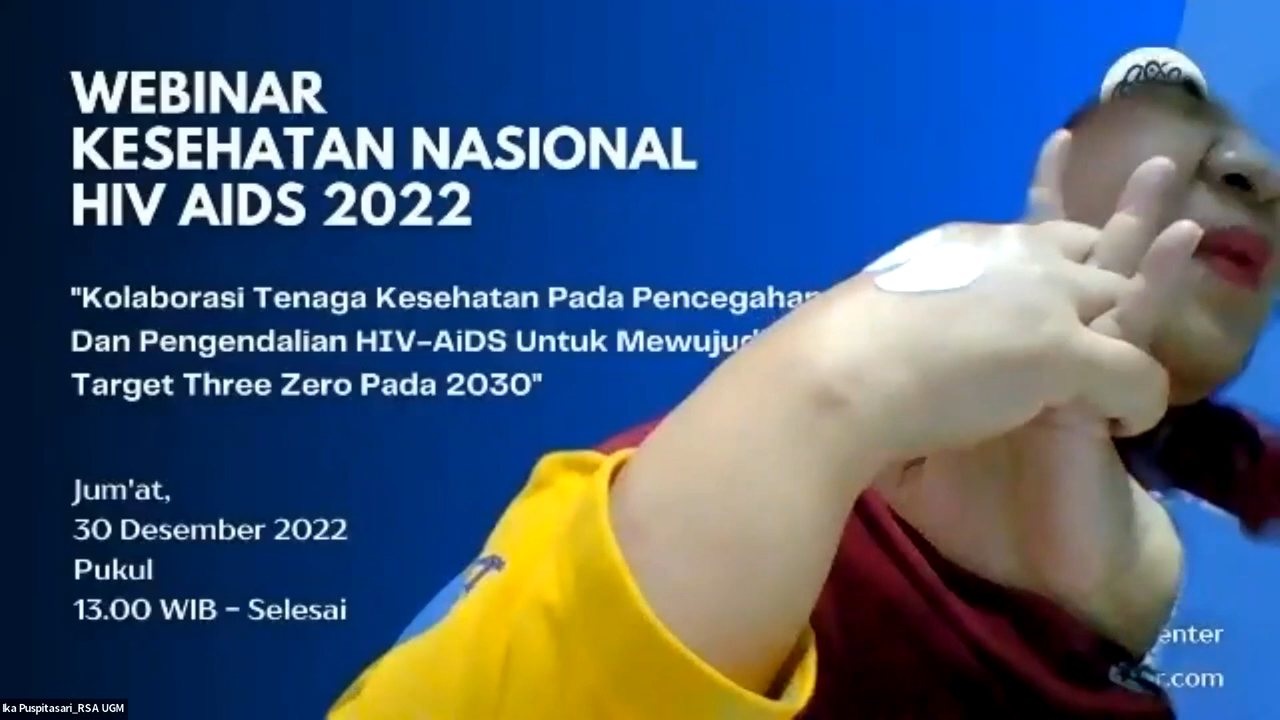 WEBINAR
KESEHATAN NASIONAL
HIV AIDS 2022
"Kolaborasi Tenaga Kesehatan Pada Pencegahan
Dan Pengendalian HIV-AiDS Untuk
Target Three Zero Pada 2030"
Jum'at,
30 Desember 2022
Pukul
13.00 WIB - Selesai
.com
Ika Puspitasari_RSA UGM